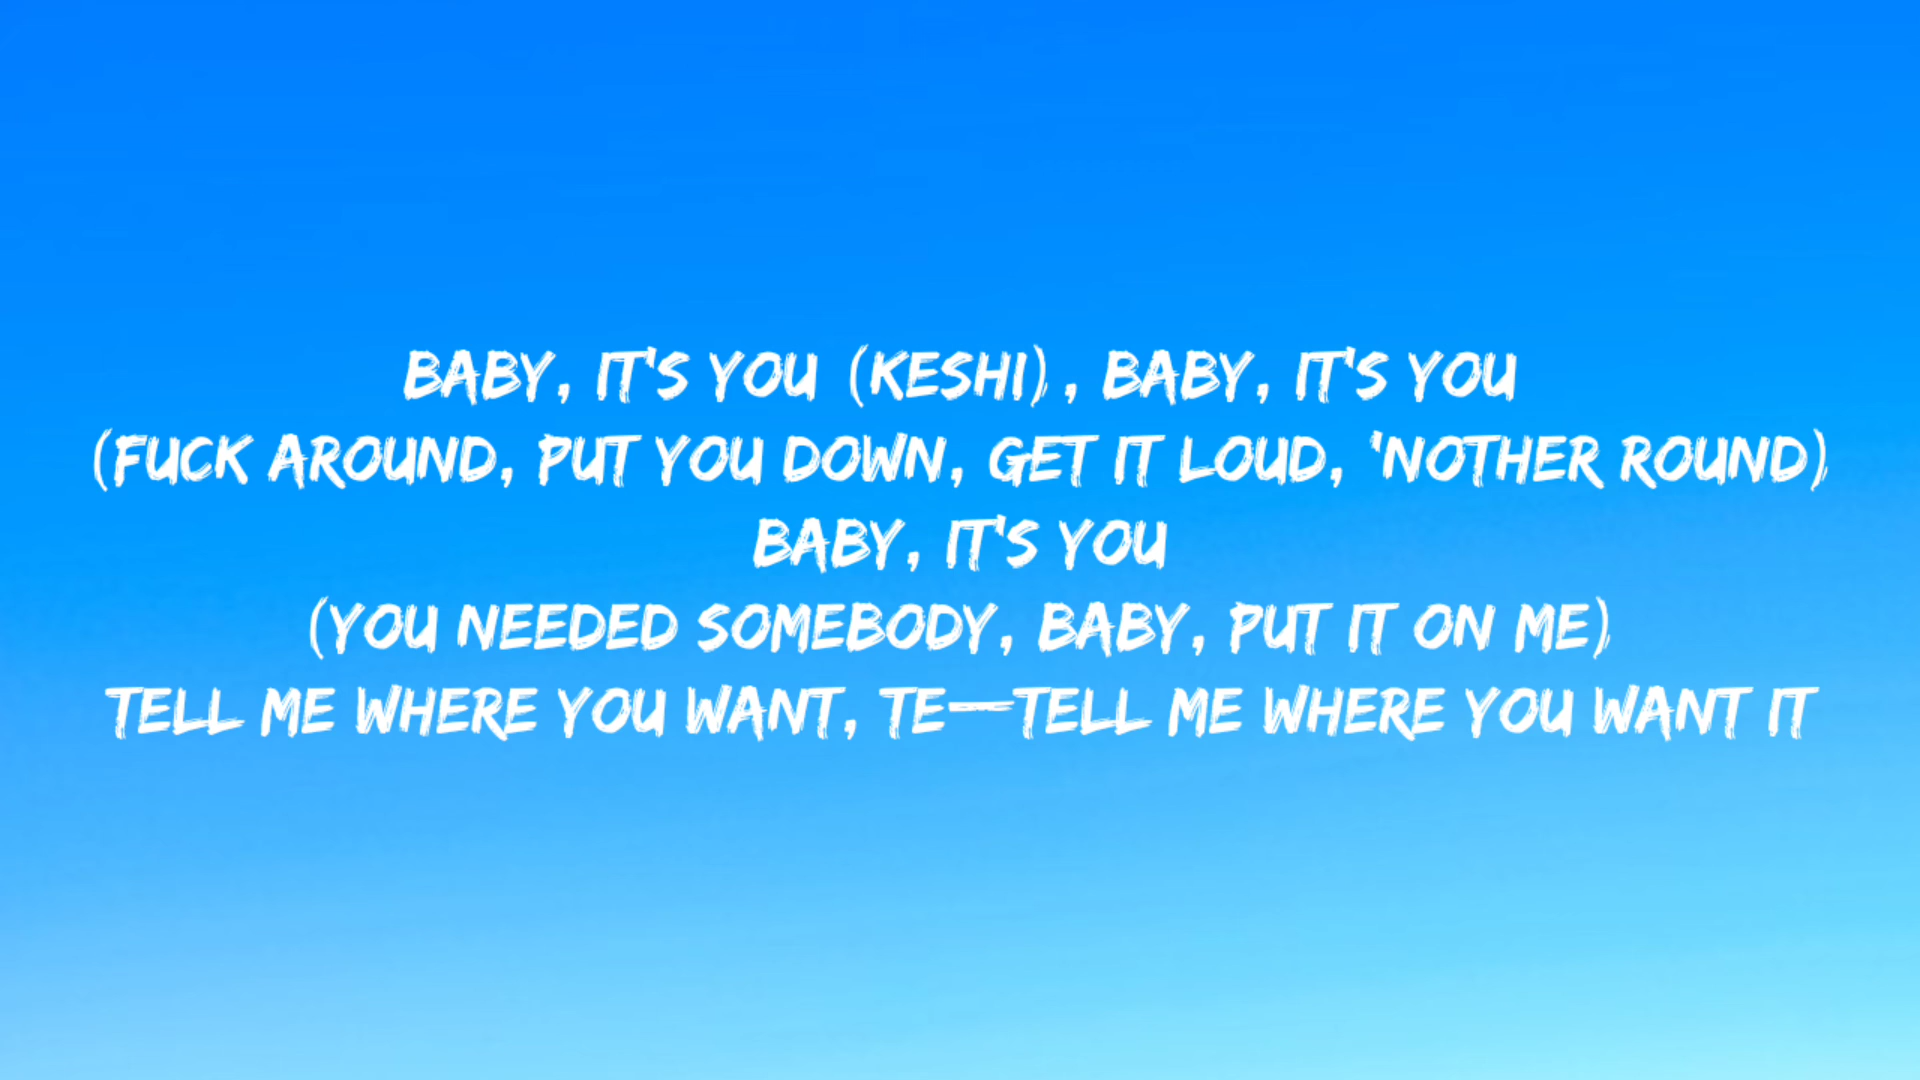 BABY, IT'S YOU (KESHI), BABY, IT'S YOU
(FUCK AROUND, PUT YOU DOWN, GET IT LOUD, 'NOTHER ROUND)
BABY, IT'S YOU
(YOU NEEDED SOMEBODY, BABY, PUT IT ON ME)
TELL ME WHERE YOU WANT, TE—TELL ME WHERE YOU WANT IT